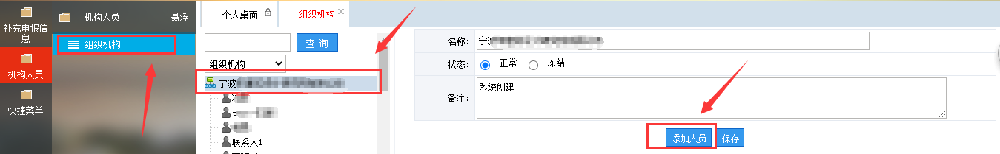 补充申报信
息
机构人员
快捷菜单
机构人员 悬浮
组织机构
个人桌面 组织机构
查 询
组织机构
宁波
联系人1
名称: 宁波
状态: 正常 冻结
备注: 系统创建
添加人员 保存